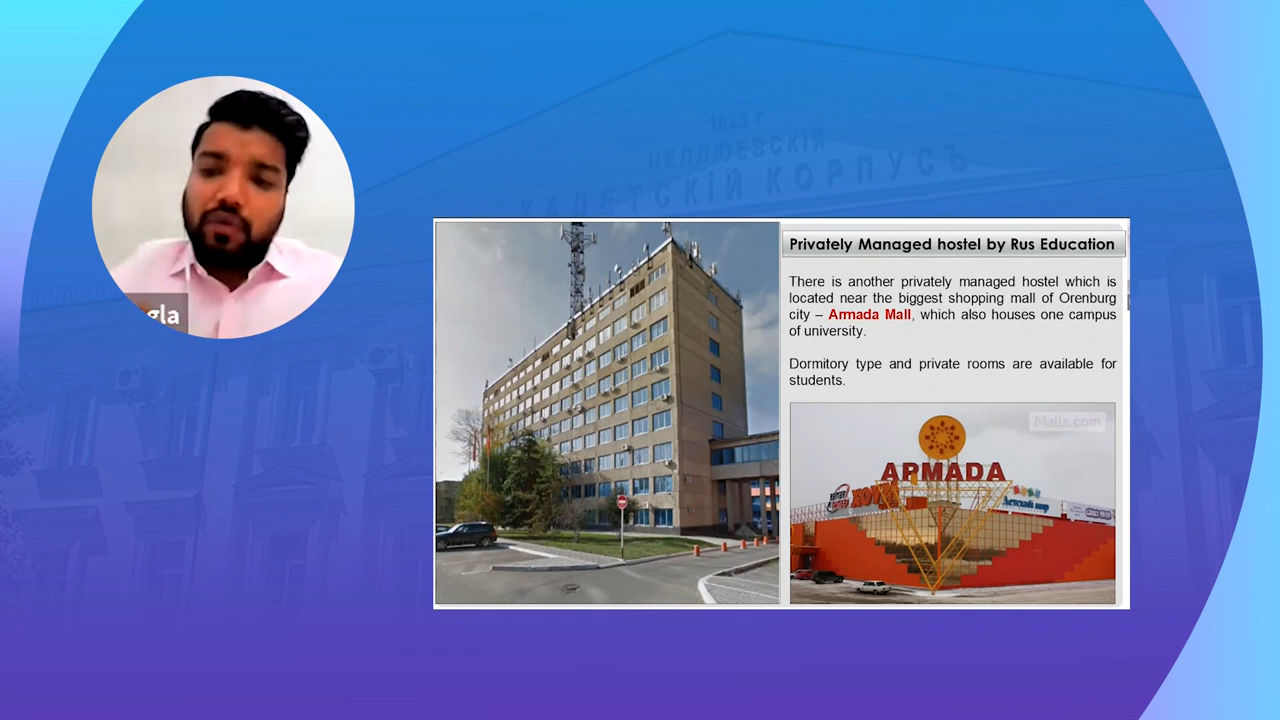 1825 г
НЕПЛЮЕВСКIЙ
КАДЕТСКIЙ КОРПУСЪ
gla
Privately Managed hostel by Rus Education
There is another privately managed hostel which is
located near the biggest shopping mall of Orenburg
city – Armada Mall, which also houses one campus
of university.
Dormitory type and private rooms are available for
students.
Malls.com
ARMADA
Детский мир